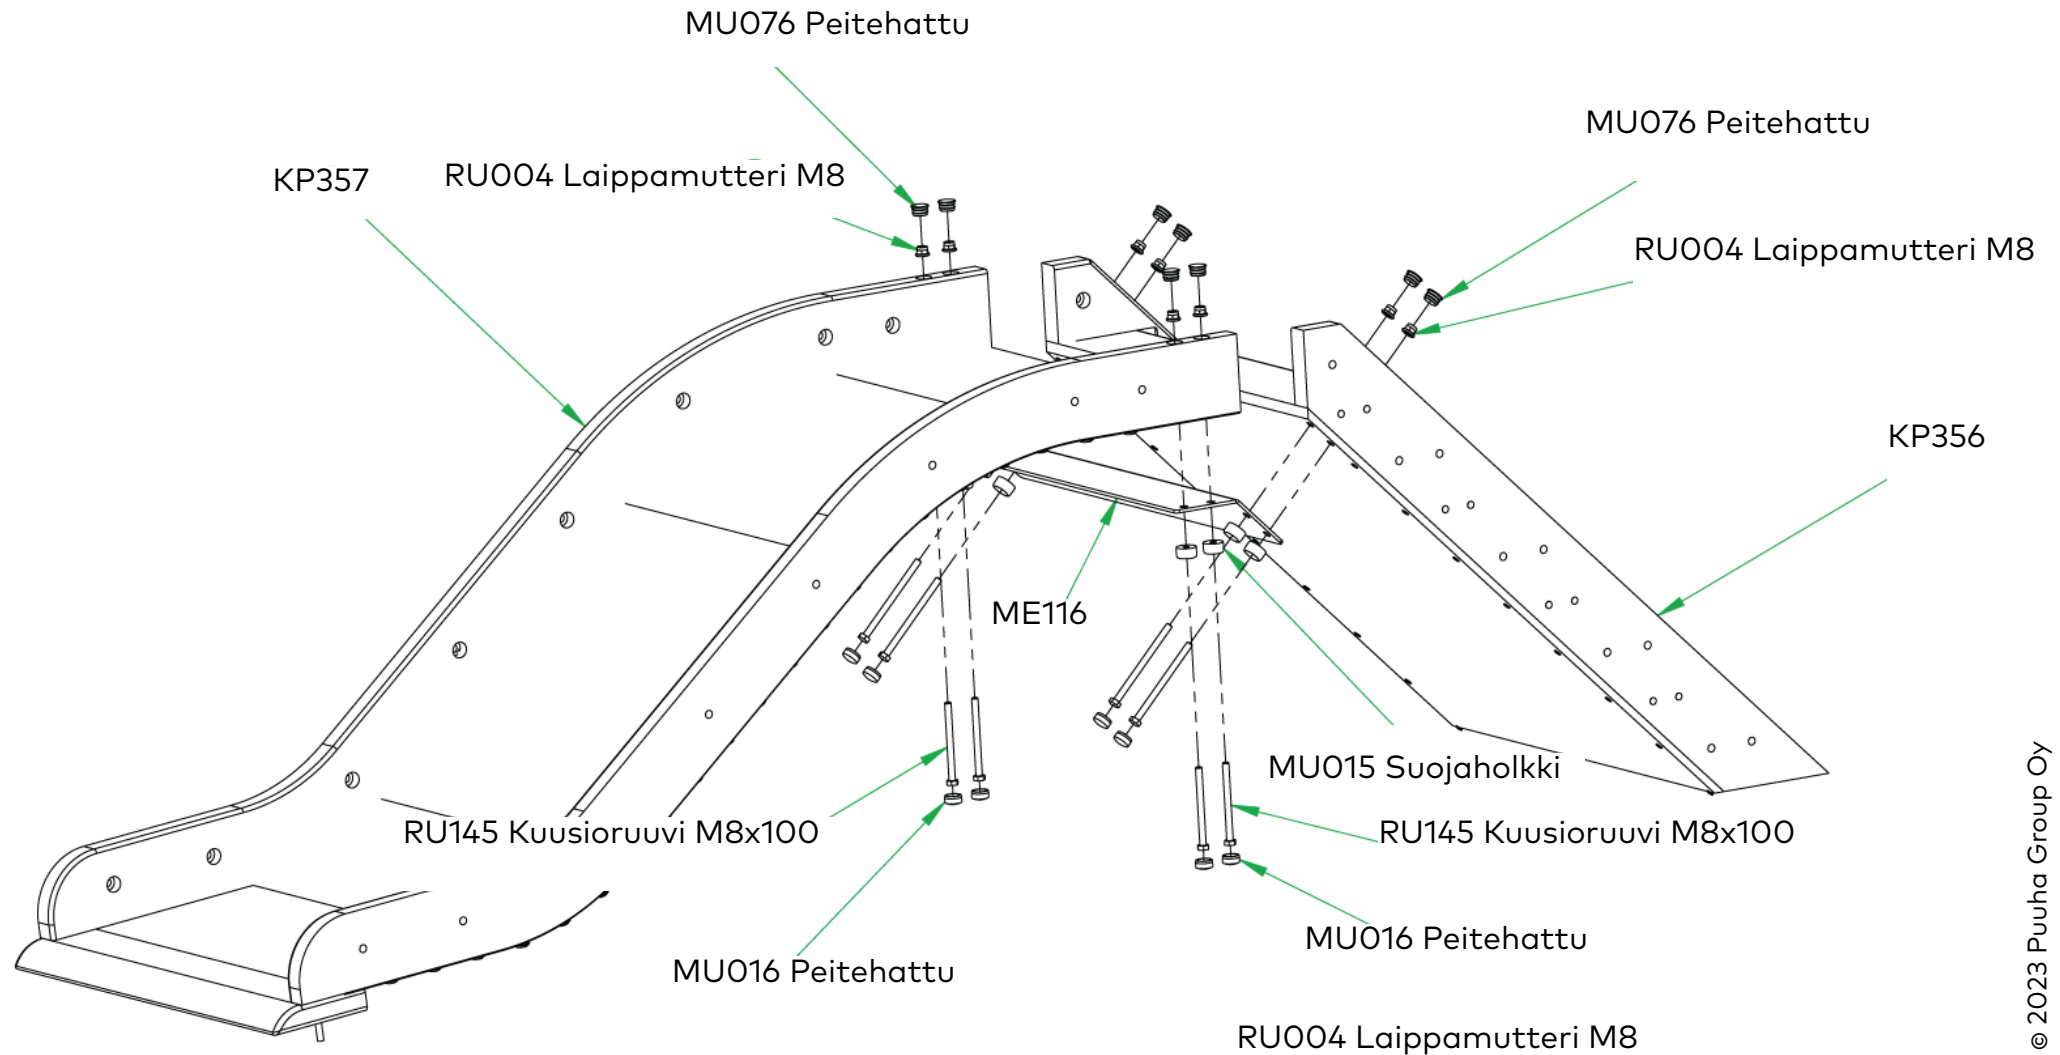 MU076 Peitehattu
MU076 Peitehattu
KP357
RU004 Laippamutteri M8
RU004 Laippamutteri M8
KP356
ME116
MU015 Suojaholkki
RU145 Kuusioruuvi M8x100
RU145 Kuusioruuvi M8x100
MU016 Peitehattu
MU016 Peitehattu
RU004 Laippamutteri M8
© 2023 Puuha Group Oy